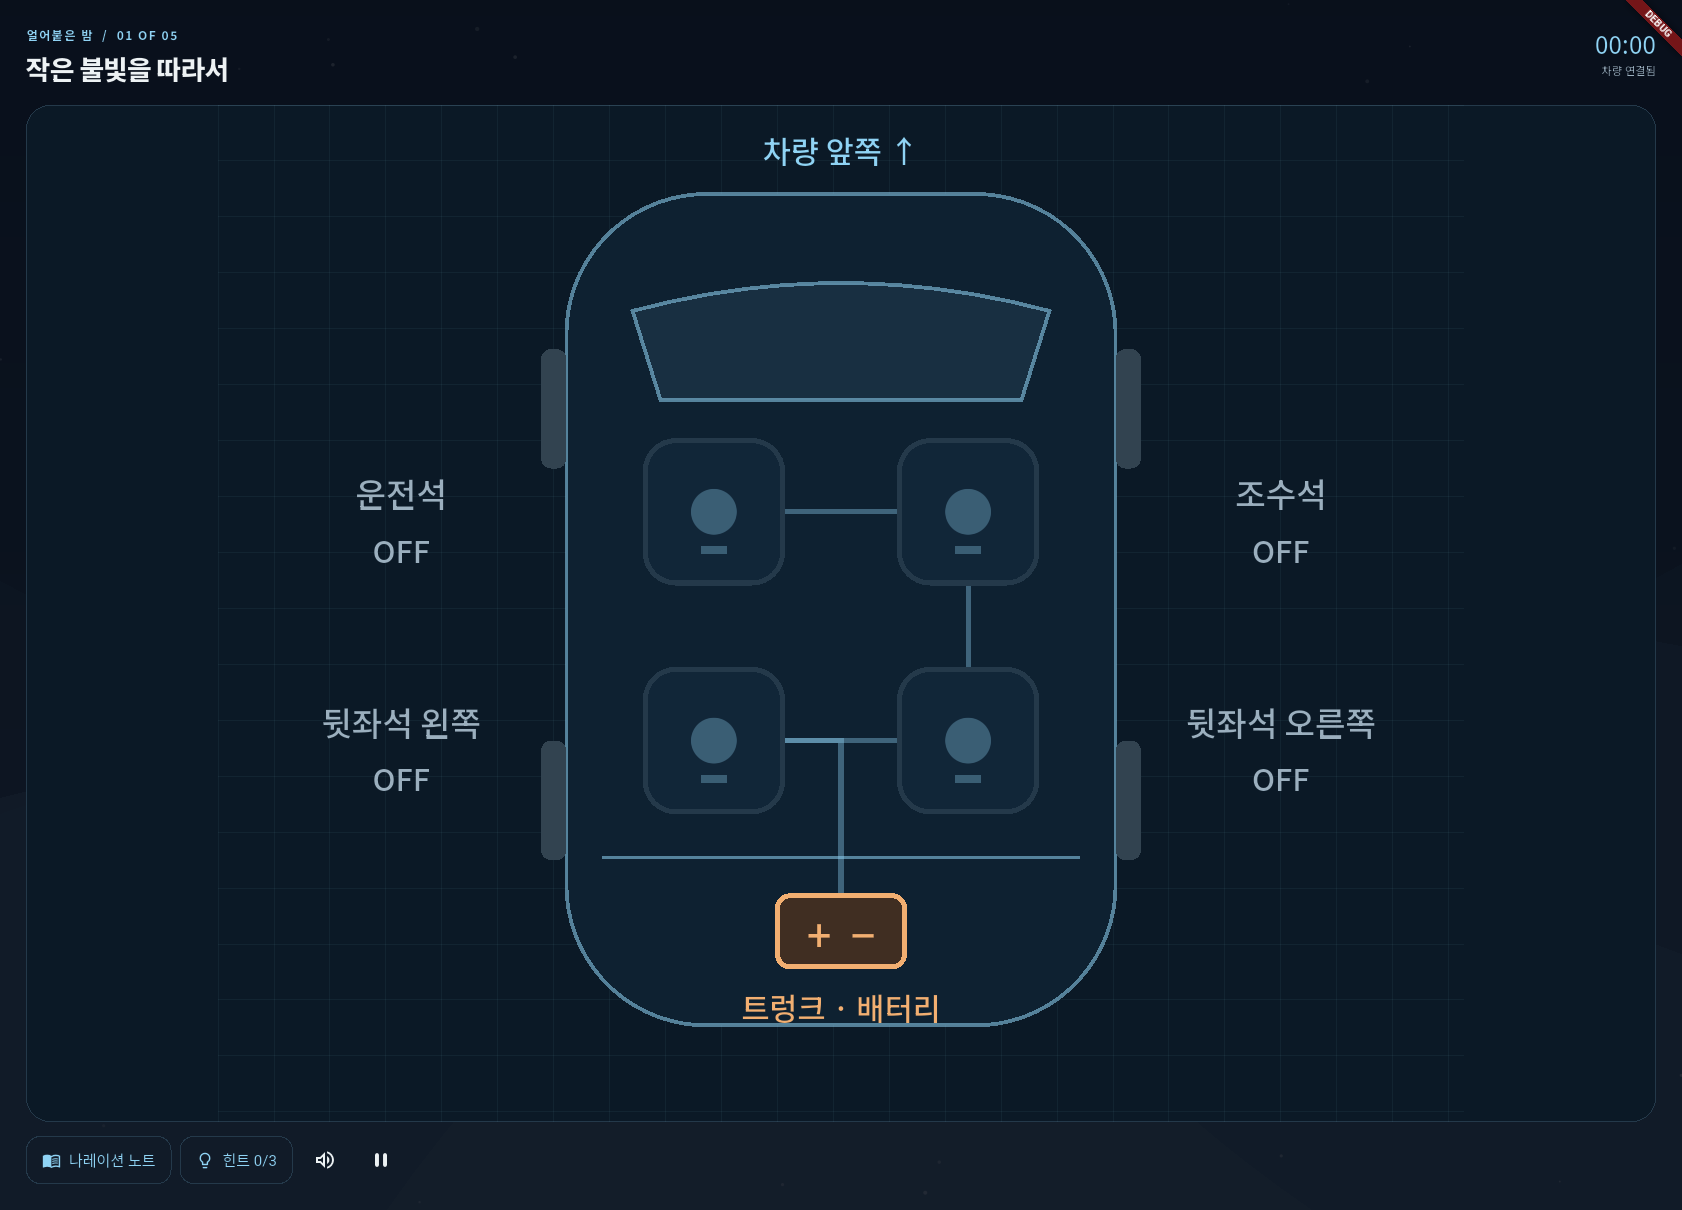 얼어붙은 밤 / 01 OF 05
작은 불빛을 따라서
00:00
차량 연결됨
DEBUG
차량 앞쪽 ↑
운전석
OFF
조수석
OFF
뒷좌석 왼쪽
OFF
뒷좌석 오른쪽
OFF
+ −
트렁크 · 배터리
나레이션 노트
힌트 0/3